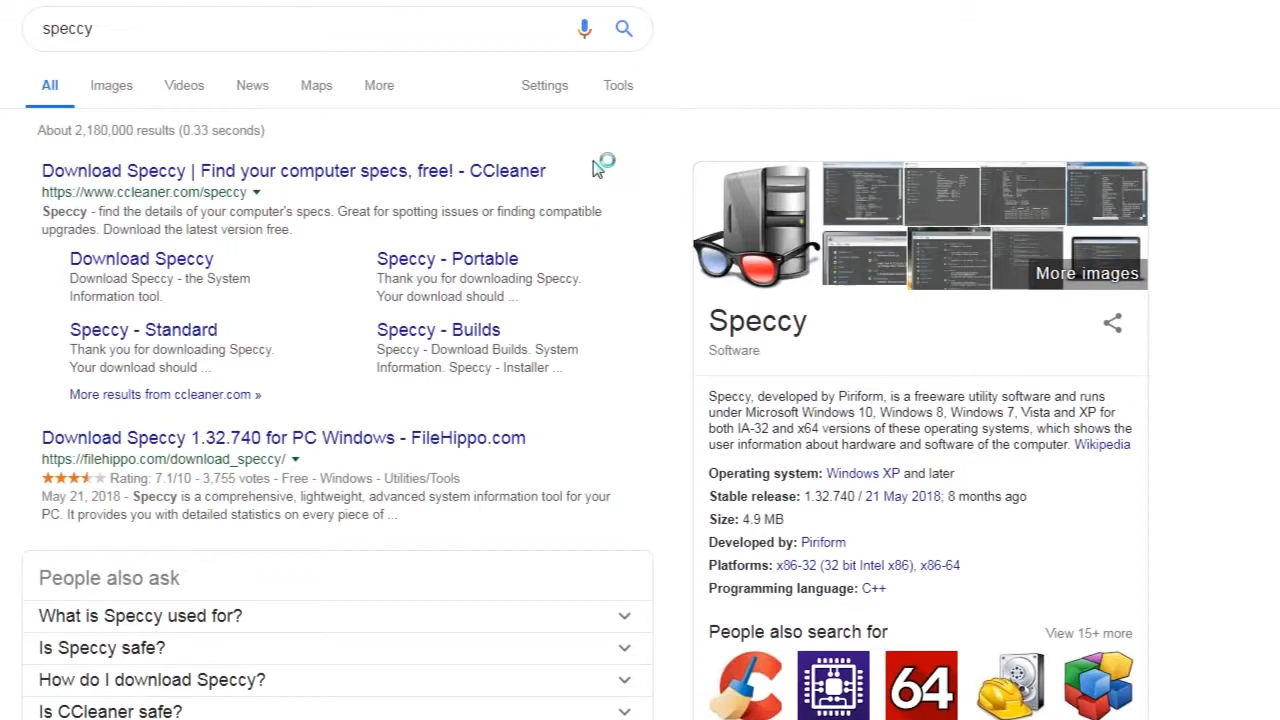 speccy
All Images Videos News Maps More Settings Tools
About 2,180,000 results (0.33 seconds)
Download Speccy | Find your computer specs, free! - CCleaner
https://www.ccleaner.com/speccy
Speccy - find the details of your computer's specs. Great for spotting issues or finding compatible
upgrades. Download the latest version free.
Download Speccy
Download Speccy - the System
Information tool.
Speccy - Portable
Thank you for downloading Speccy.
Your download should ...
Speccy - Standard
Thank you for downloading Speccy.
Your download should ...
Speccy - Builds
Speccy - Download Builds. System
Information. Speccy - Installer ...
More results from ccleaner.com »
Download Speccy 1.32.740 for PC Windows - FileHippo.com
https://filehippo.com/download_speccy/
Rating: 7.1/10 - 3,755 votes - Free - Windows - Utilities/Tools
May 21, 2018 - Speccy is a comprehensive, lightweight, advanced system information tool for your
PC. It provides you with detailed statistics on every piece of ...
People also ask
What is Speccy used for?
Is Speccy safe?
How do I download Speccy?
Is CCleaner safe?
More images
Speccy
Software
Speccy, developed by Piriform, is a freeware utility software and runs
under Microsoft Windows 10, Windows 8, Windows 7, Vista and XP for
both IA-32 and x64 versions of these operating systems, which shows the
user information about hardware and software of the computer. Wikipedia
Operating system: Windows XP and later
Stable release: 1.32.740 / 21 May 2018; 8 months ago
Size: 4.9 MB
Developed by: Piriform
Platforms: x86-32 (32 bit Intel x86), x86-64
Programming language: C++
People also search for
View 15+ more
64